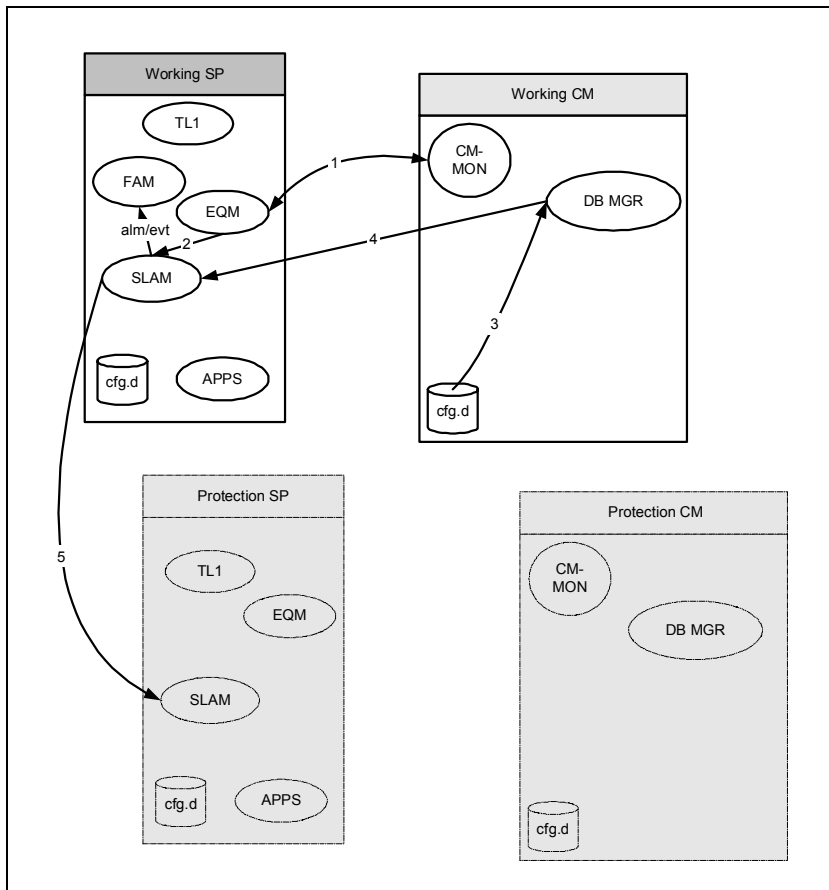 Working SP
TL1
FAM
EQM
alm/evt
2
SLAM
cfg.d
APPS
1
4
Working CM
CM-
MON
DB MGR
3
cfg.d
5
Protection SP
TL1
EQM
SLAM
cfg.d
APPS
Protection CM
CM-
MON
DB MGR
cfg.d